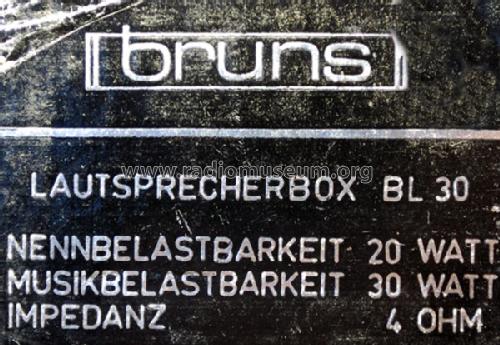 bruns
www.radiomuseum.org
LAUTSPRECHERBOX BL 30
NENNBELASTBARKEIT 20 WATT
MUSIKBELASTBARKEIT 30 WATT
IMPEDANZ 4 OHM